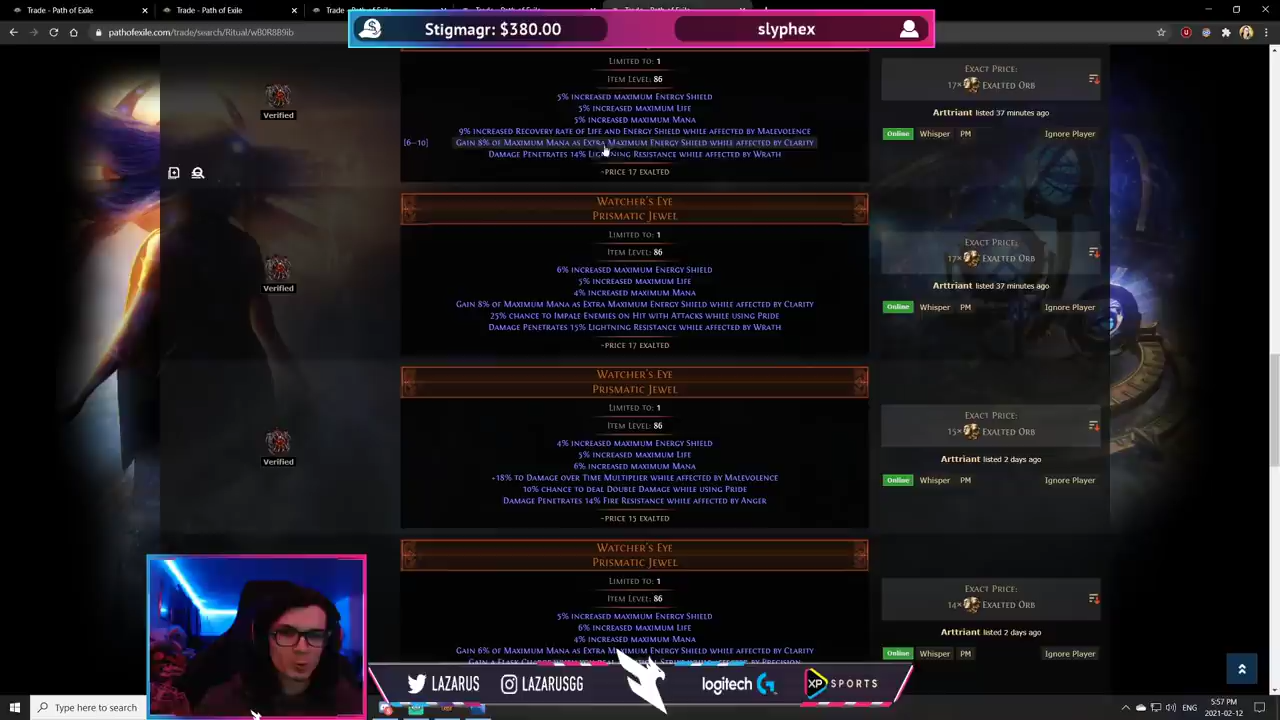 Trade - Path of Exile
Trade - Path of Exile
Trade - Path of Exile
Stigmagr: $380.00
slyphex
pathofexile.com/trade/search/Ritual/wB0R8B9ib
Verified
Limited to: 1
Item Level: 86
5% increased maximum Energy Shield
5% increased maximum Life
5% increased maximum Mana
9% increased Recovery rate of Life and Energy Shield while affected by Malevolence
[6—10] Gain 8% of Maximum Mana as Extra Maximum Energy Shield while affected by Clarity
Damage Penetrates 14% Lightning Resistance while affected by Wrath
~price 17 exalted
Exact Price:
17× Exalted Orb
Arttriant listed 37 minutes ago
Online Whisper PM Ignore Player
Verified
Watcher's Eye
Prismatic Jewel
Limited to: 1
Item Level: 86
6% increased maximum Energy Shield
5% increased maximum Life
4% increased maximum Mana
Gain 8% of Maximum Mana as Extra Maximum Energy Shield while affected by Clarity
25% chance to Impale Enemies on Hit with Attacks while using Pride
Damage Penetrates 15% Lightning Resistance while affected by Wrath
~price 17 exalted
Exact Price:
17× Exalted Orb
Arttriant listed 37 minutes ago
Online Whisper PM Ignore Player
Verified
Watcher's Eye
Prismatic Jewel
Limited to: 1
Item Level: 86
4% increased maximum Energy Shield
5% increased maximum Life
6% increased maximum Mana
+18% to Damage over Time Multiplier while affected by Malevolence
10% chance to deal Double Damage while using Pride
Damage Penetrates 14% Fire Resistance while affected by Anger
~price 15 exalted
Exact Price:
15× Exalted Orb
Arttriant listed 2 days ago
Online Whisper PM Ignore Player
Watcher's Eye
Prismatic Jewel
Limited to: 1
Item Level: 86
5% increased maximum Energy Shield
6% increased maximum Life
4% increased maximum Mana
Gain 6% of Maximum Mana as Extra Maximum Energy Shield while affected by Clarity
Exact Price:
14× Exalted Orb
Arttriant listed 2 days ago
Online Whisper PM Ignore Player
LAZARUS LAZARUSGG logitech G XP SPORTS
Type here to search
ENG
5:57 PM
2021-02-12